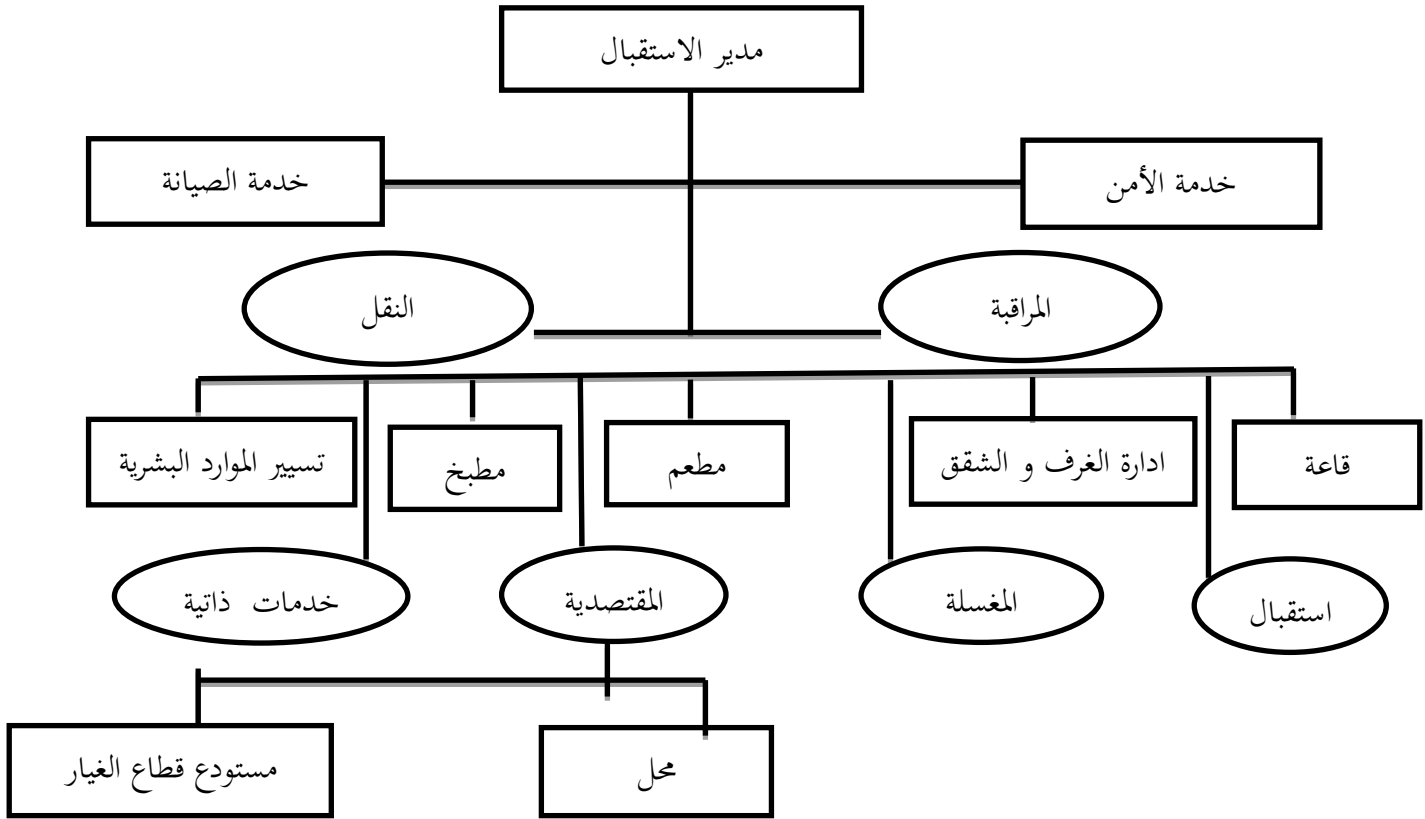 مدير الاستقبال
خدمة الأمن
خدمة الصيانة
المراقبة
النقل
قاعة
ادارة الغرف و الشقق
مطعم
مطبخ
تسيير الموارد البشرية
استقبال
المغسلة
المقتصدية
خدمات ذاتية
محل
مستودع قطاع الغيار